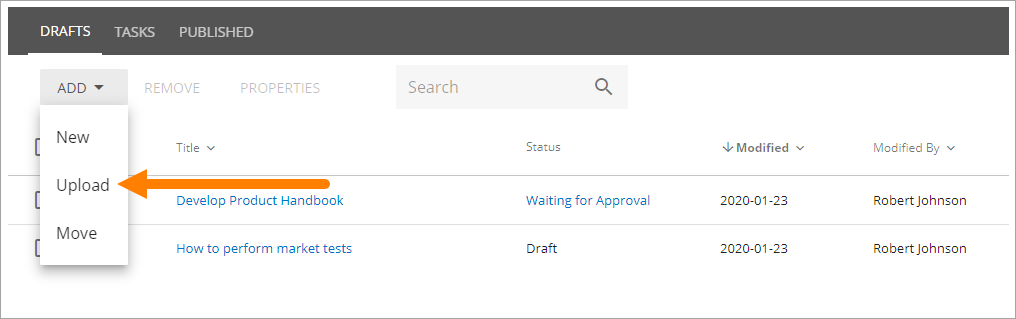 DRAFTS TASKS PUBLISHED
ADD REMOVE PROPERTIES Search
New
Title Status Modified Modified By
Upload
Develop Product Handbook Waiting for Approval 2020-01-23 Robert Johnson
Move
How to perform market tests Draft 2020-01-23 Robert Johnson